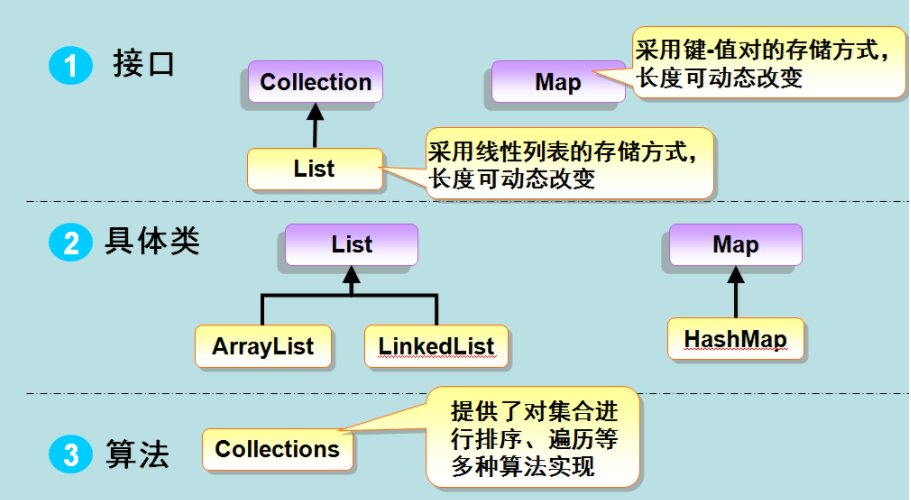 1 接口
Collection
Map
采用键-值对的存储方式，
长度可动态改变
List
采用线性列表的存储方式，
长度可动态改变
2 具体类
List
Map
ArrayList
LinkedList
HashMap
3 算法
Collections
提供了对集合进
行排序、遍历等
多种算法实现